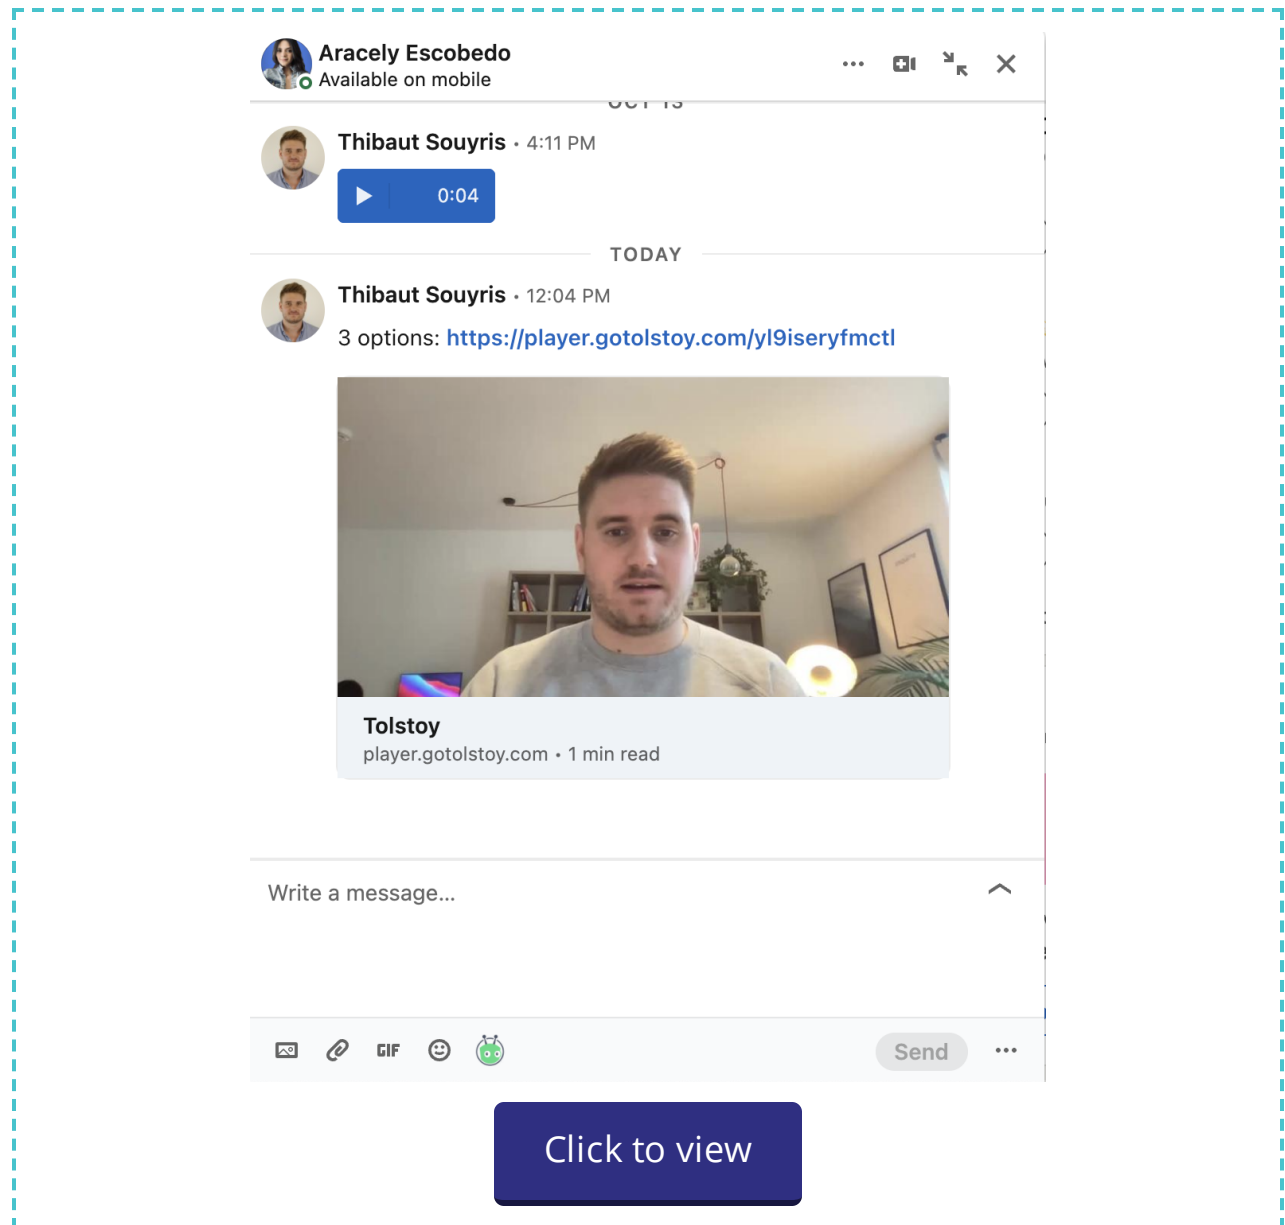 Aracely Escobedo
Available on mobile
OCT 13
Thibaut Souyris • 4:11 PM
0:04
TODAY
Thibaut Souyris • 12:04 PM
3 options: https://player.gotolstoy.com/yl9iseryfmctl
Tolstoy
player.gotolstoy.com • 1 min read
Write a message...
GIF
Send
Click to view